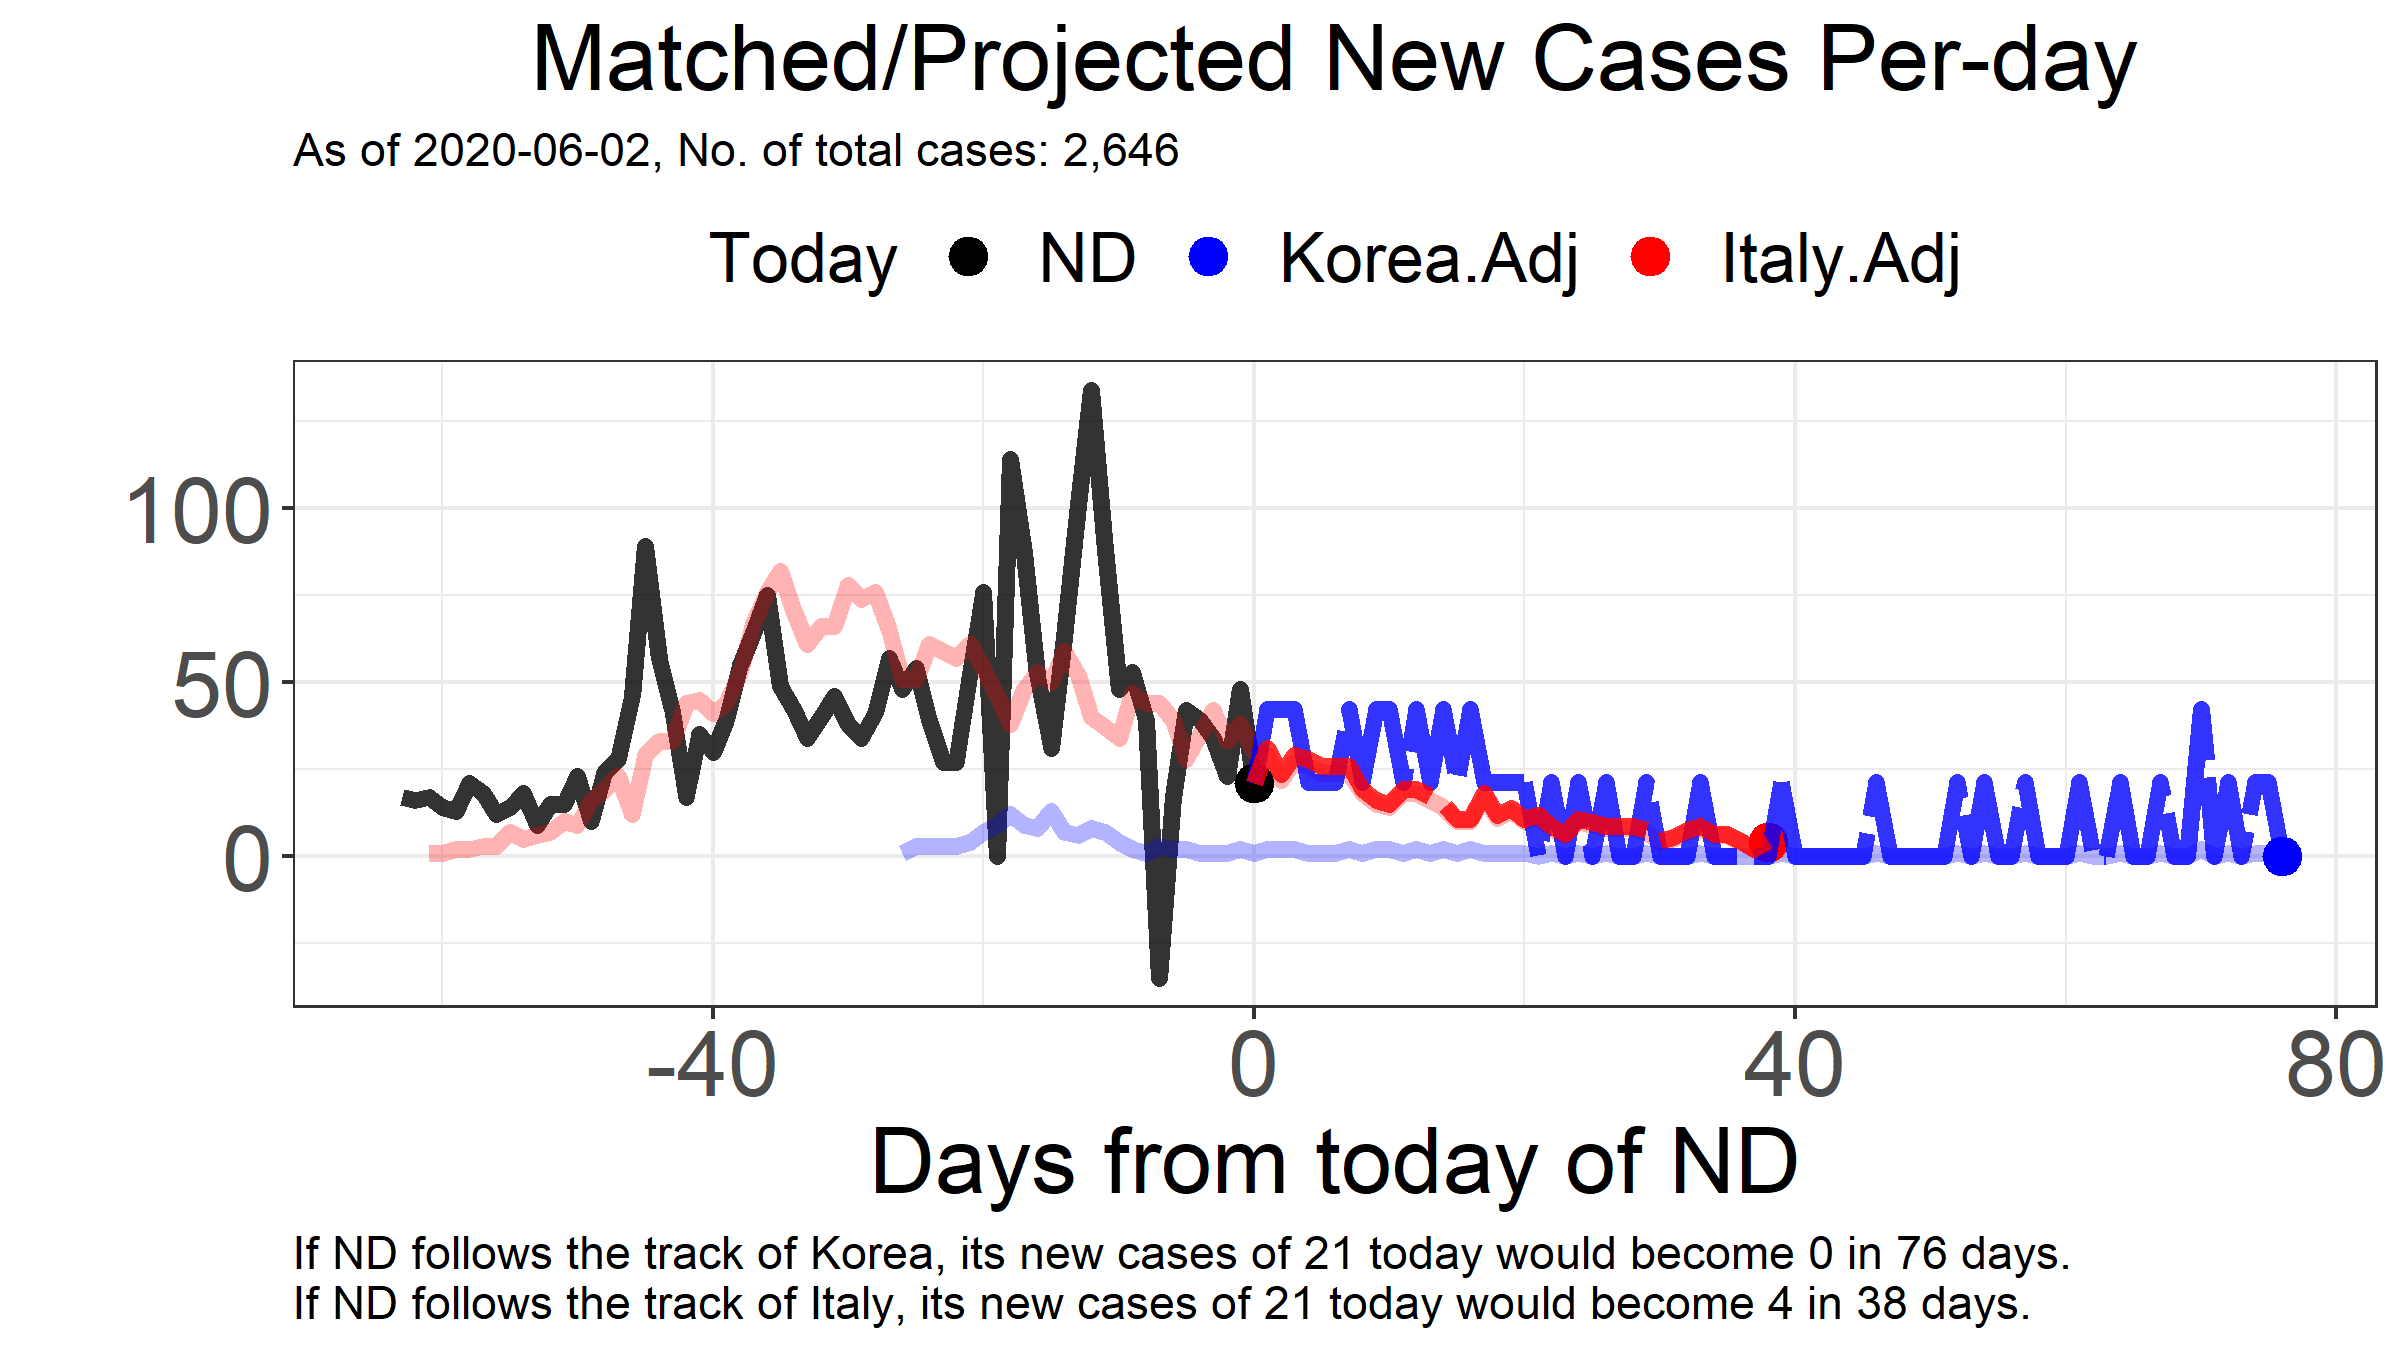 Matched/Projected New Cases Per-day
As of 2020-06-02, No. of total cases: 2,646
Today ND Korea.Adj Italy.Adj
100
50
0
-40 0 40 80
Days from today of ND
If ND follows the track of Korea, its new cases of 21 today would become 0 in 76 days.
If ND follows the track of Italy, its new cases of 21 today would become 4 in 38 days.